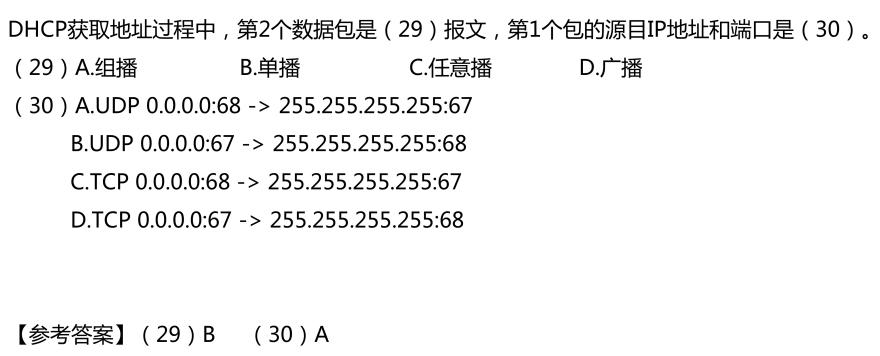 DHCP获取地址过程中，第2个数据包是（29）报文，第1个包的源目IP地址和端口是（30）。
（29）A.组播 B.单播 C.任意播 D.广播
（30）A.UDP 0.0.0.0:68 -> 255.255.255.255:67
B.UDP 0.0.0.0:67 -> 255.255.255.255:68
C.TCP 0.0.0.0:68 -> 255.255.255.255:67
D.TCP 0.0.0.0:67 -> 255.255.255.255:68
【参考答案】（29）B （30）A